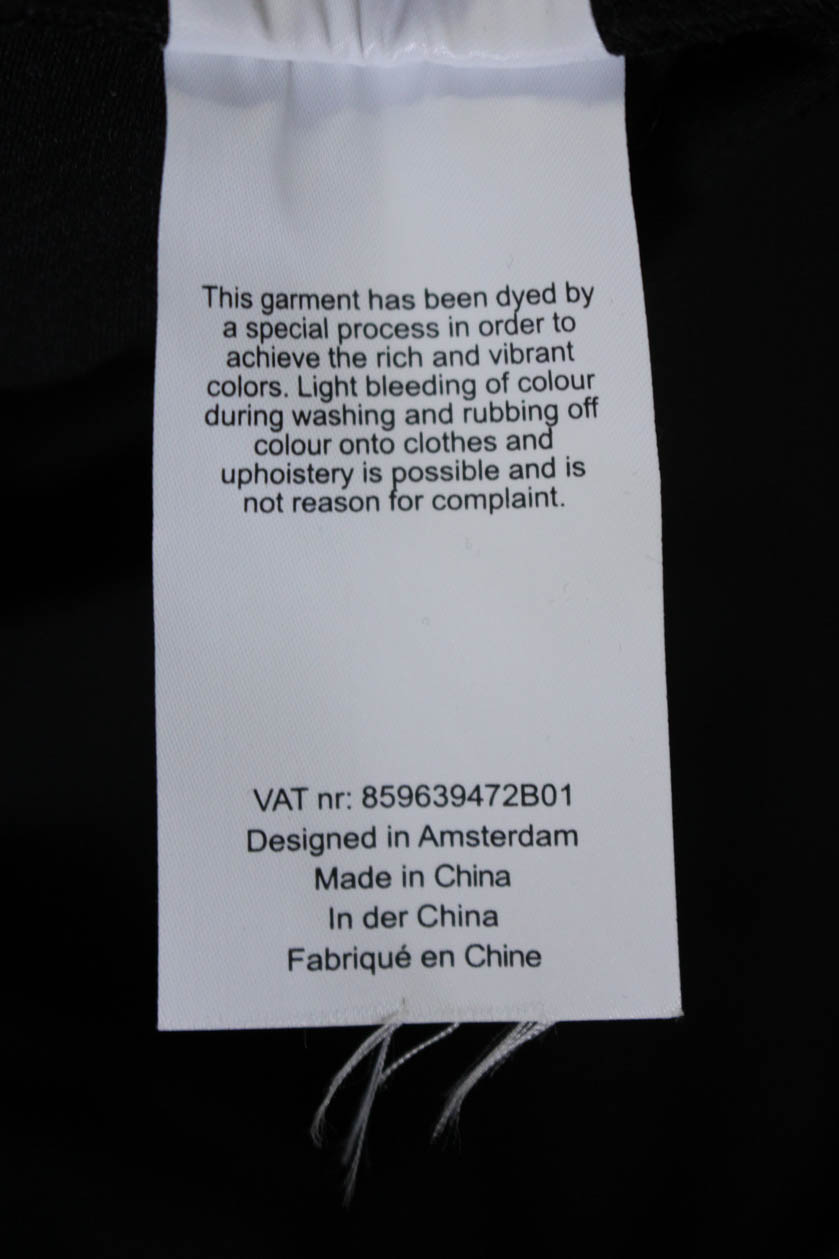 This garment has been dyed by
a special process in order to
achieve the rich and vibrant
colors. Light bleeding of colour
during washing and rubbing off
colour onto clothes and
uphoistery is possible and is
not reason for complaint.
VAT nr: 859639472B01
Designed in Amsterdam
Made in China
In der China
Fabriqué en Chine